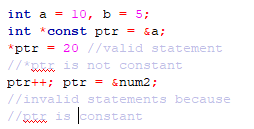 int a = 10, b = 5;
int *const ptr = &a;
*ptr = 20 //valid statement
//*ptr is not constant
ptr++; ptr = &num2;
//invalid statements because
//ptr is constant